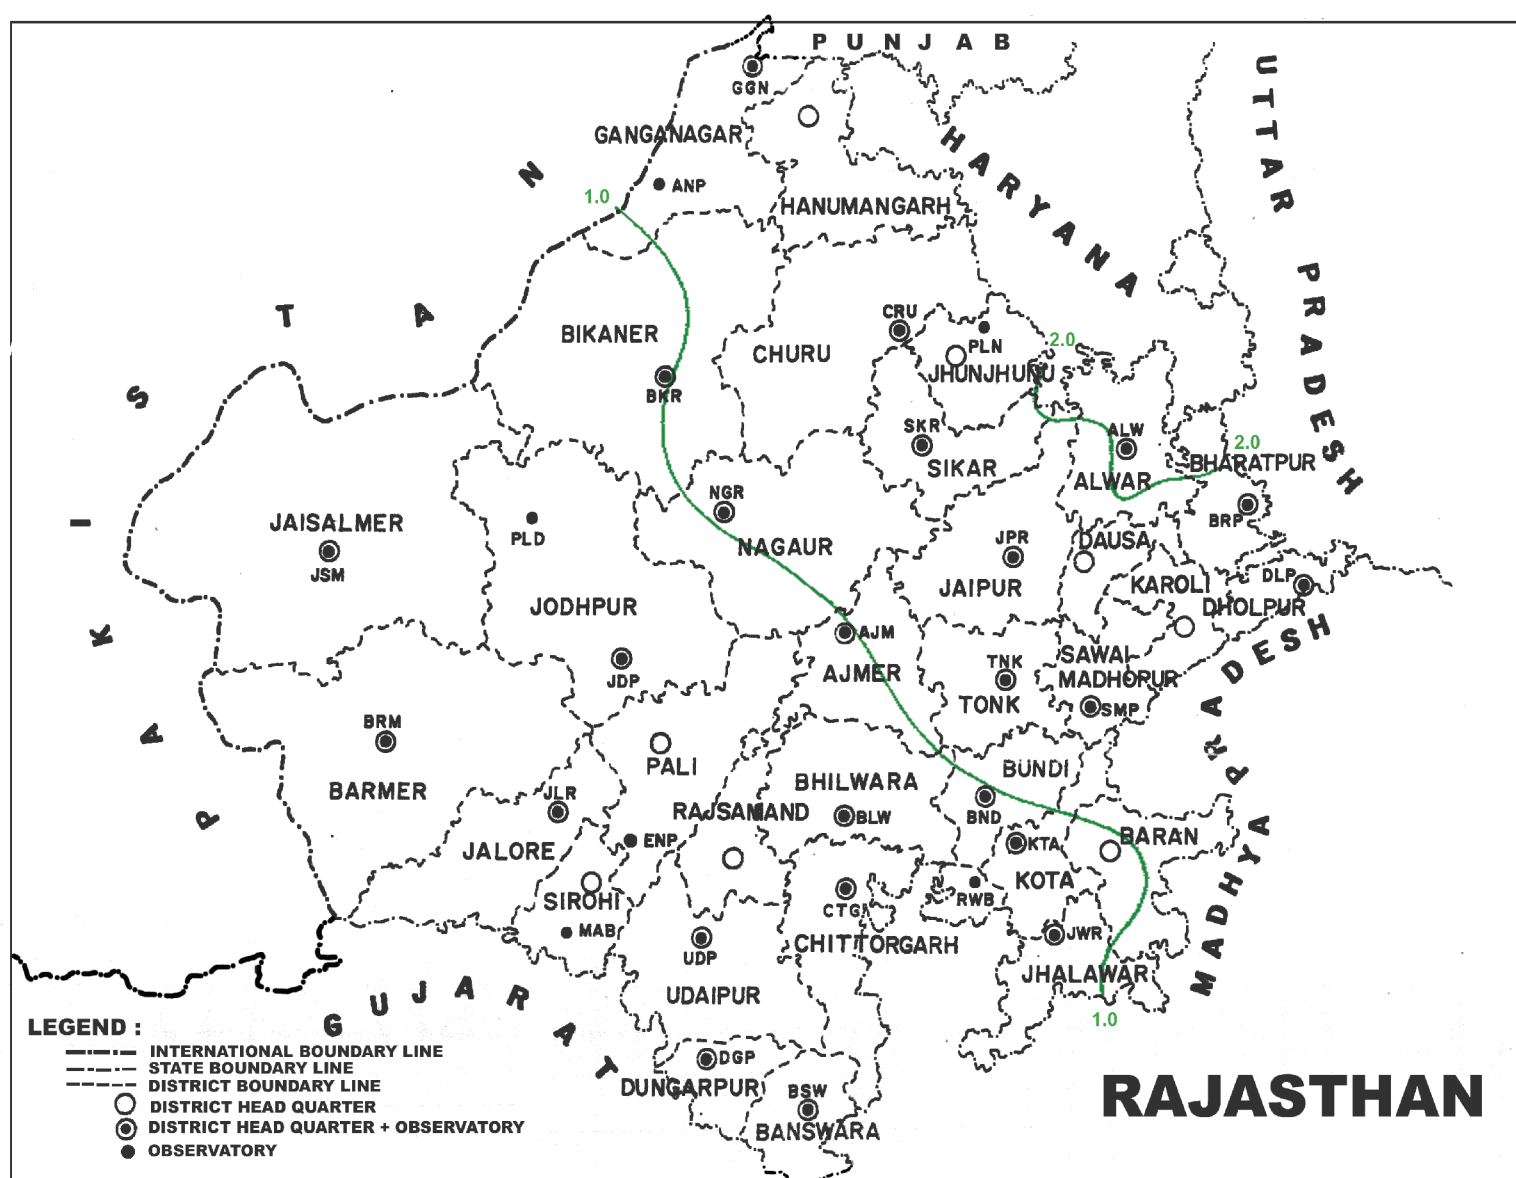 PUNJAB
GGN
GANGANAGAR
HARYANA
UTTAR PRADESH
PAKISTAN
ANP
1.0
HANUMANGARH
BIKANER
CRU
PLN
2.0
CHURU
JHUNJHUNU
BKR
SKR
ALW
2.0
SIKAR
BHARATPUR
ALWAR
NGR
BRP
JAISALMER
PLD
JPR
DAUSA
NAGAUR
JSM
JAIPUR
KAROLI
DLP
JODHPUR
DHOLPUR
AJM
SAWAI
MADHOPUR
JDP
AJMER
TNK
TONK
SMP
MADHYA PRADESH
BRM
PALI
BUNDI
BARMER
BHILWARA
JLR
RAJSAMAND
BLW
BND
BARAN
ENP
KTA
JALORE
KOTA
SIROHI
CTG
RWB
MAB
CHITTORGARH
JWR
UDP
JHALAWAR
UDAIPUR
GUJARAT
1.0
LEGEND :
INTERNATIONAL BOUNDARY LINE
STATE BOUNDARY LINE
DISTRICT BOUNDARY LINE
DISTRICT HEAD QUARTER
DISTRICT HEAD QUARTER + OBSERVATORY
OBSERVATORY
DGP
DUNGARPUR
BSW
BANSWARA
RAJASTHAN